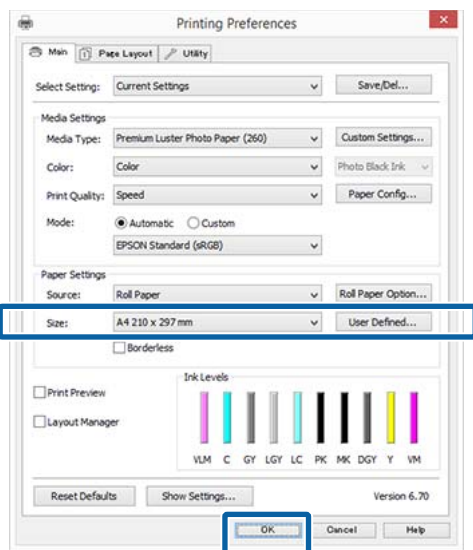 Printing Preferences
Main Page Layout Utility
Select Setting: Current Settings Save/Del...
Media Settings
Media Type: Premium Luster Photo Paper (260) Custom Settings...
Color: Color Photo Black Ink
Print Quality: Speed Paper Config...
Mode: Automatic Custom
EPSON Standard (sRGB)
Paper Settings
Source: Roll Paper Roll Paper Option...
Size: A4 210 x 297 mm User Defined...
Borderless
Ink Levels
Print Preview
Layout Manager
VLM C GY LGY LC PK MK DGY Y VM
Reset Defaults Show Settings... Version 6.70
OK Cancel Help